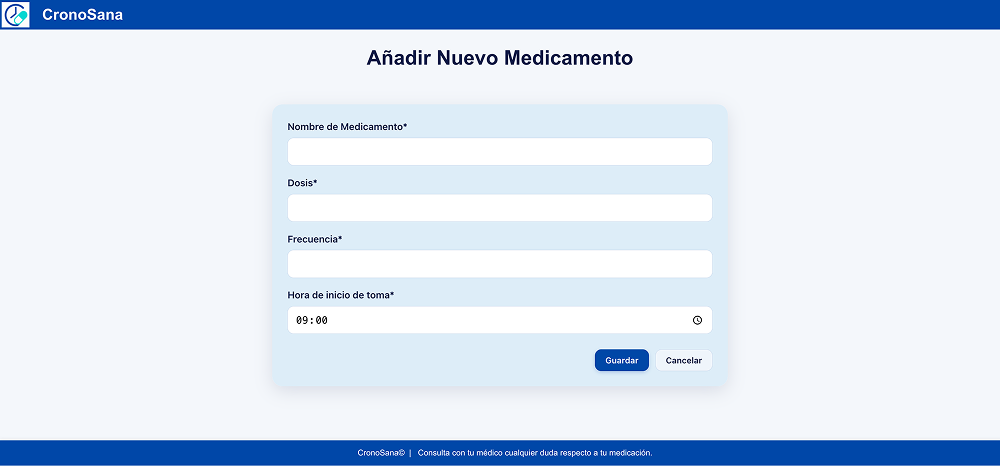 CronoSana
Añadir Nuevo Medicamento
Nombre de Medicamento*
Dosis*
Frecuencia*
Hora de inicio de toma*
09:00
Guardar Cancelar
CronoSana© | Consulta con tu médico cualquier duda respecto a tu medicación.